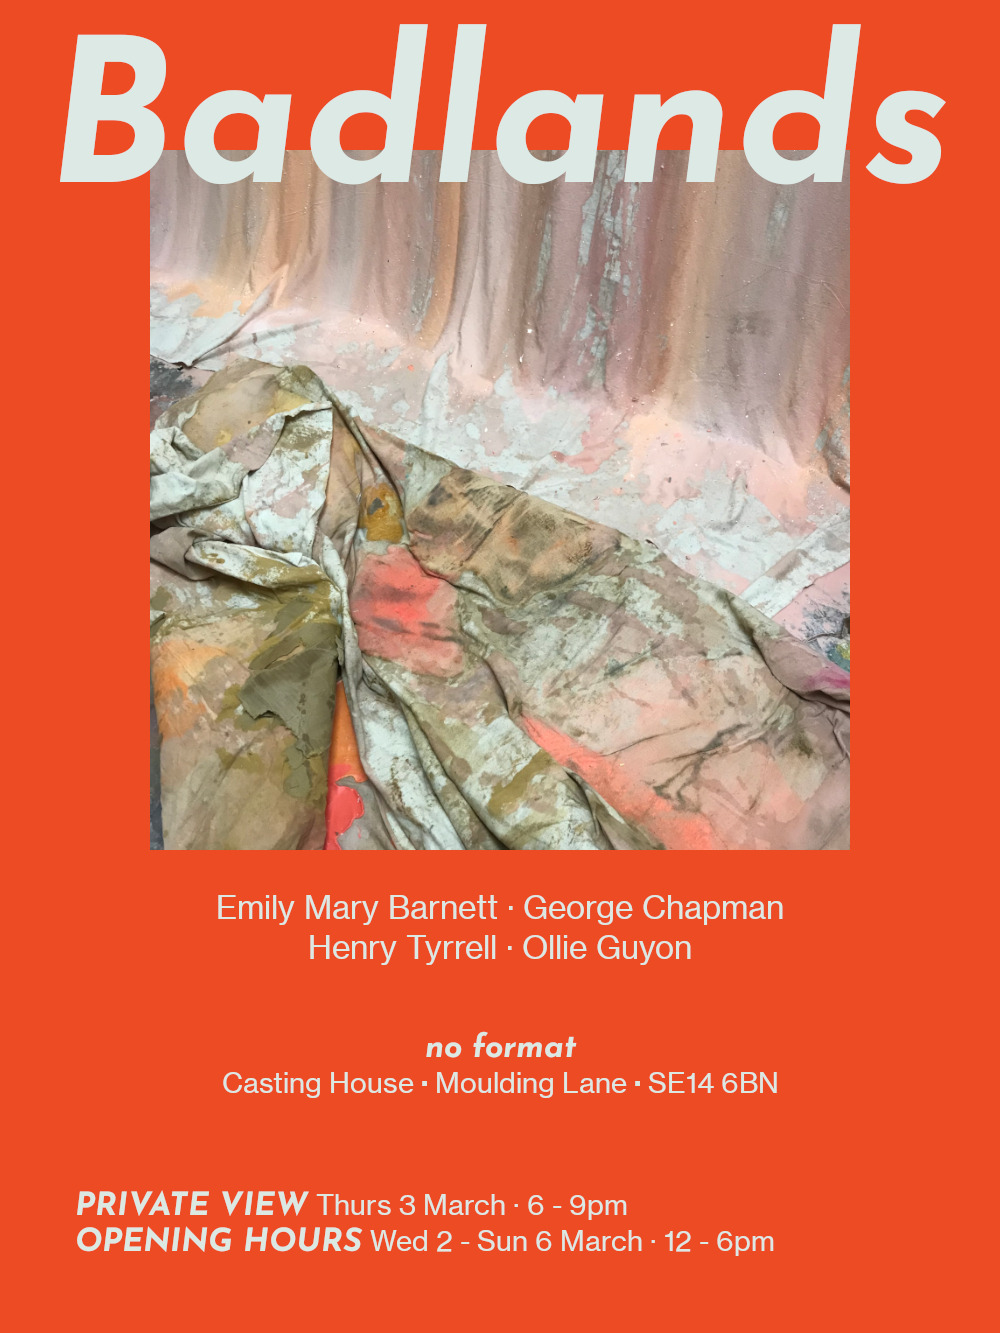 Badlands
Emily Mary Barnett · George Chapman
Henry Tyrrell · Ollie Guyon
no format
Casting House · Moulding Lane · SE14 6BN
PRIVATE VIEW Thurs 3 March · 6 - 9pm
OPENING HOURS Wed 2 - Sun 6 March · 12 - 6pm